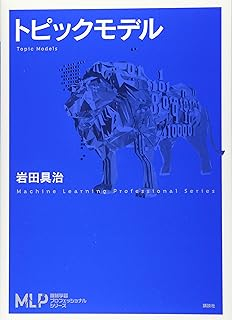 トピックモデル
Topic Models
岩田具治
Machine Learning Professional Series
MLP
機械学習
プロフェッショナル
シリーズ
講談社